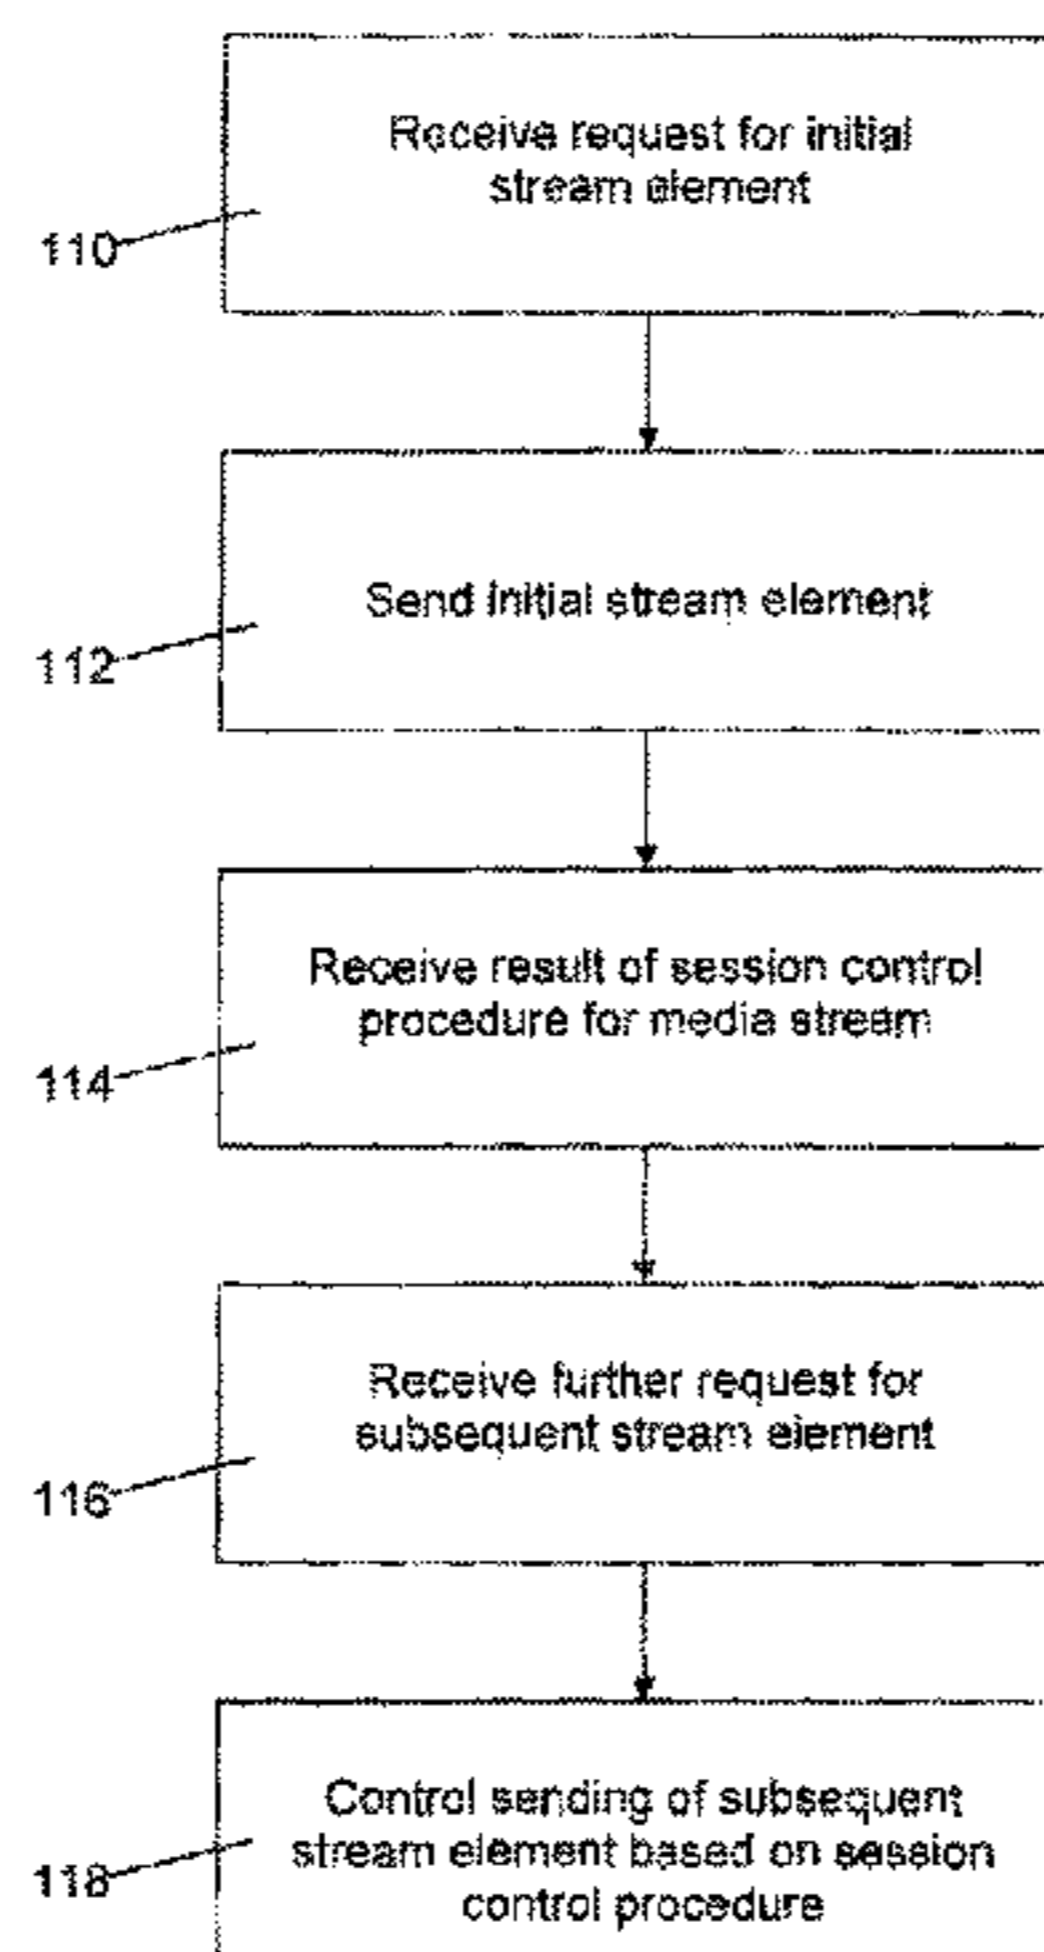 Receive request for initial
stream element
110
Send initial stream element
112
Receive result of session control
procedure for media stream
114
Receive further request for
subsequent stream element
116
Control sending of subsequent
stream element based on session
control procedure
118